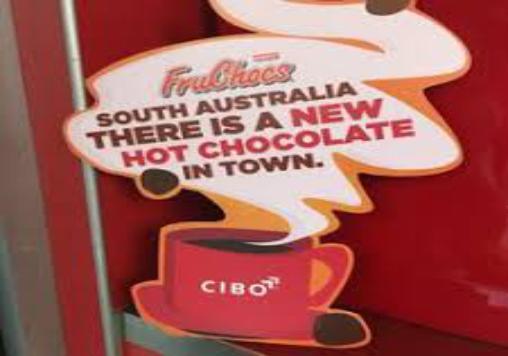 FruChocs
SOUTH AUSTRALIA
THERE IS A NEW
HOT CHOCOLATE
IN TOWN.
CIBO